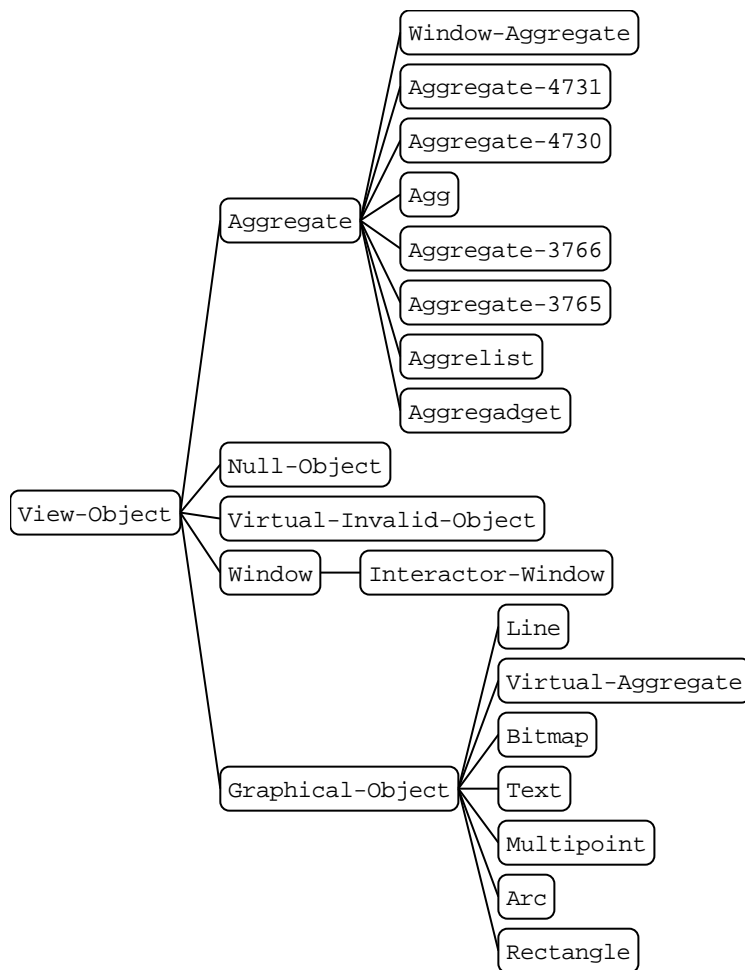 Window-Aggregate
Aggregate-4731
Aggregate-4730
Agg
Aggregate
Aggregate-3766
Aggregate-3765
Aggrelist
Aggregadget
Null-Object
View-Object
Virtual-Invalid-Object
Window
Interactor-Window
Line
Virtual-Aggregate
Bitmap
Graphical-Object
Text
Multipoint
Arc
Rectangle